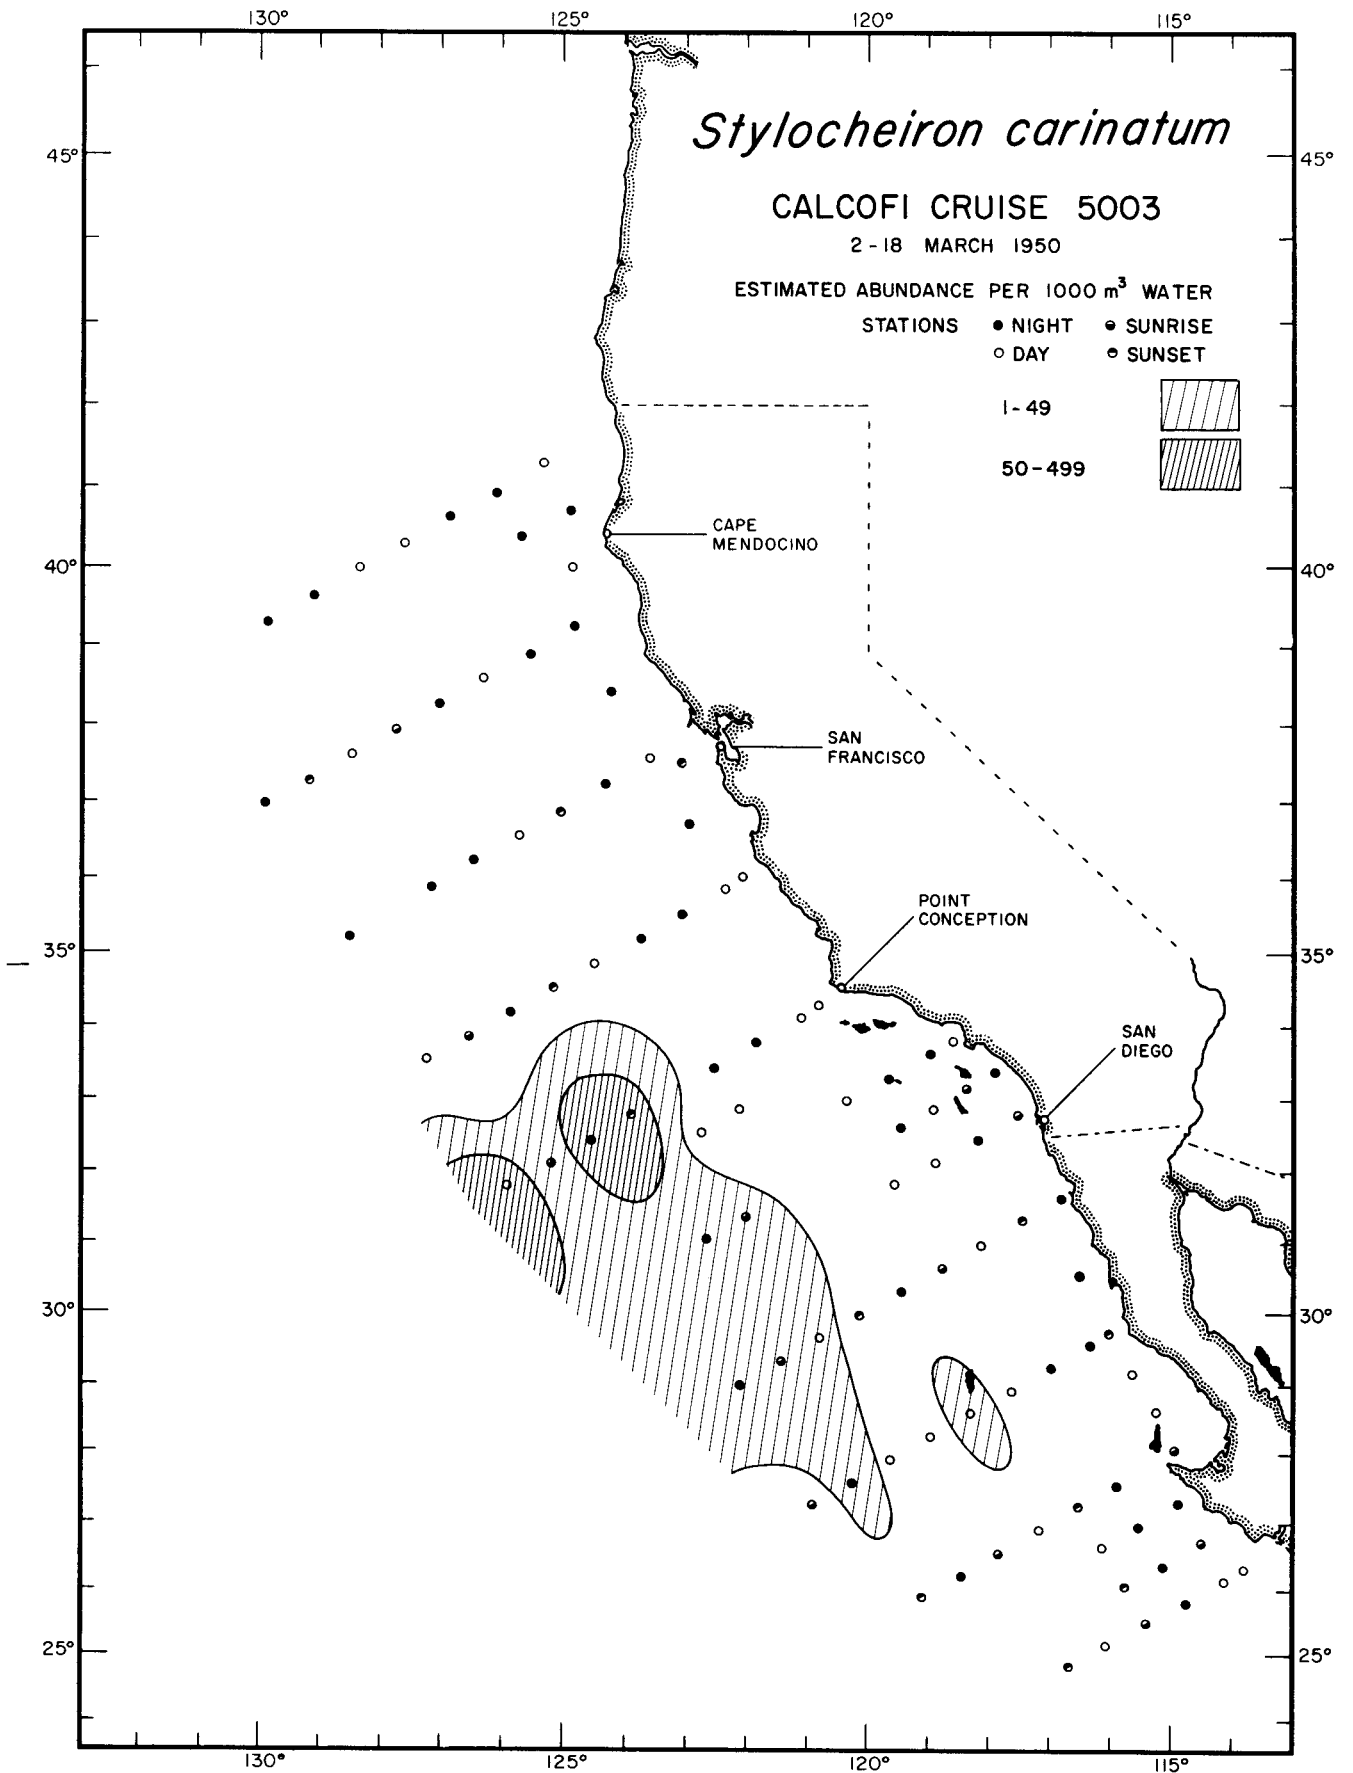 130° 125° 120° 115°
Stylocheiron carinatum
45° 45°
CALCOFI CRUISE 5003
2-18 MARCH 1950
ESTIMATED ABUNDANCE PER 1000 m³ WATER
STATIONS ● NIGHT SUNRISE
○ DAY SUNSET
1-49
50-499
CAPE
MENDOCINO
40° 40°
SAN
FRANCISCO
POINT
CONCEPTION
35° 35°
SAN
DIEGO
30° 30°
25° 25°
130° 125° 120° 115°